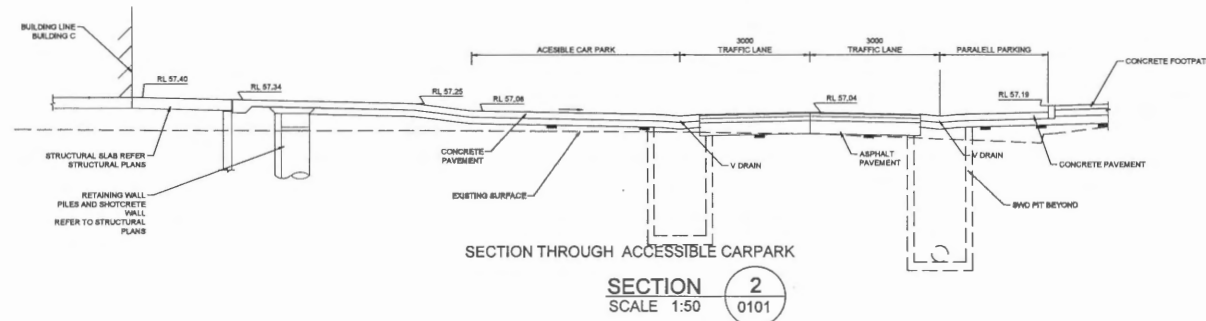 BUILDING LINE
BUILDING C
RL 57.40
RL 57.34
RL 57.25
RL 57.08
ACESIBLE CAR PARK
3000
TRAFFIC LANE
3000
TRAFFIC LANE
PARALELL PARKING
RL 57.04
RL 57.19
CONCRETE FOOTPAT
STRUCTURAL SLAB REFER
STRUCTURAL PLANS
RETAINING WALL
PILES AND SHOTCRETE
WALL
REFER TO STRUCTURAL
PLANS
CONCRETE
PAVEMENT
EXISTING SURFACE
V DRAIN
ASPHALT
PAVEMENT
V DRAIN
CONCRETE PAVEMENT
SWD PIT BEYOND
SECTION THROUGH ACCESSIBLE CARPARK
SECTION
SCALE 1:50
2
0101